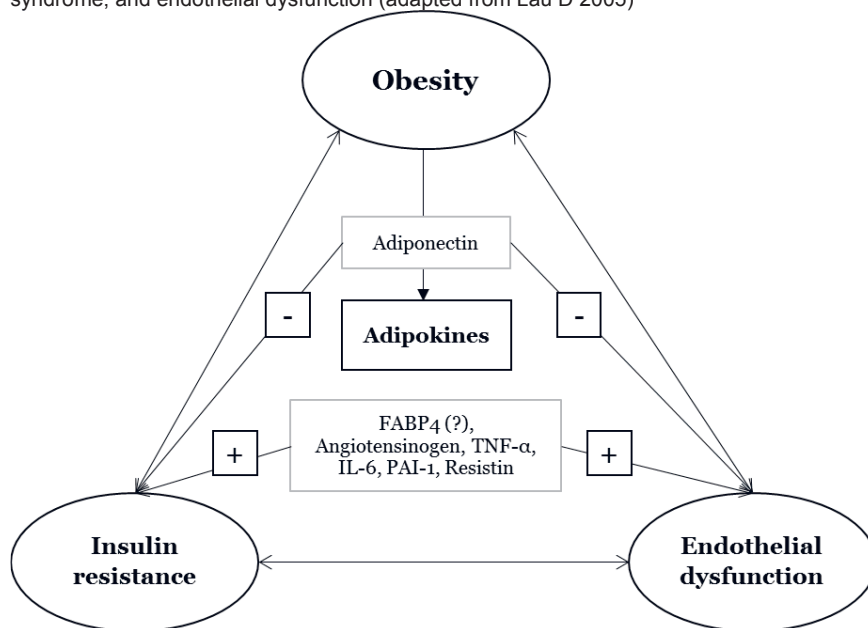 syndrome, and endothelial dysfunction (adapted from Lau D 2005)
Obesity
Adiponectin
-
-
Adipokines
FABP4 (?),
Angiotensinogen, TNF-α,
IL-6, PAI-1, Resistin
+
+
Insulin
resistance
Endothelial
dysfunction